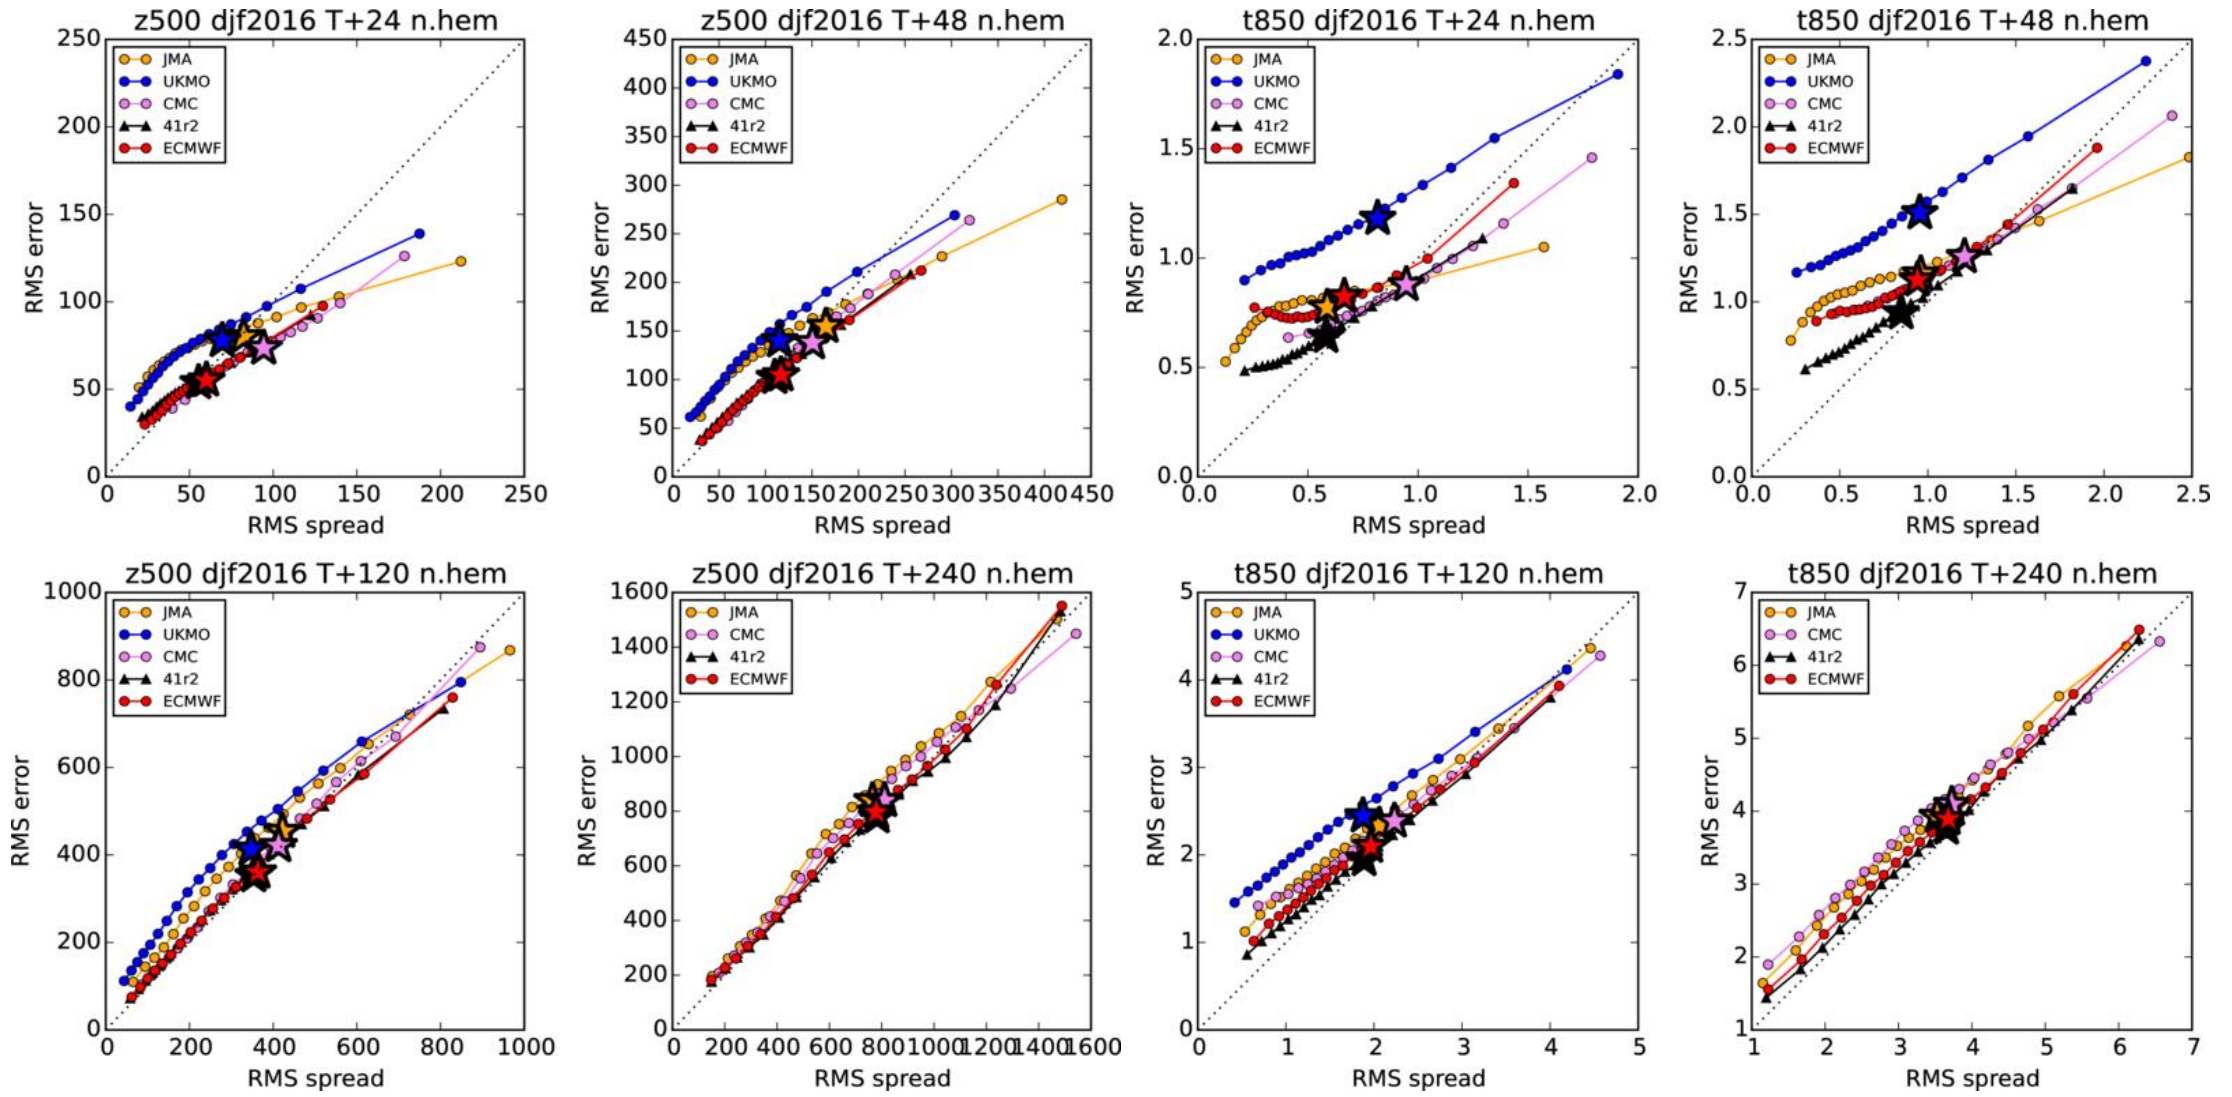 z500 djf2016 T+24 n.hem
250
200
150
100
50
0
RMS error
JMA
UKMO
CMC
41r2
ECMWF
0 50 100 150 200 250
RMS spread
z500 djf2016 T+48 n.hem
450
400
350
300
250
200
150
100
50
0
RMS error
JMA
UKMO
CMC
41r2
ECMWF
0 50 100 150 200 250 300 350 400 450
RMS spread
t850 djf2016 T+24 n.hem
2.0
1.5
1.0
0.5
0.0
RMS error
JMA
UKMO
CMC
41r2
ECMWF
0.0 0.5 1.0 1.5 2.0
RMS spread
t850 djf2016 T+48 n.hem
2.5
2.0
1.5
1.0
0.5
0.0
RMS error
JMA
UKMO
CMC
41r2
ECMWF
0.0 0.5 1.0 1.5 2.0 2.5
RMS spread
z500 djf2016 T+120 n.hem
1000
800
600
400
200
0
RMS error
JMA
UKMO
CMC
41r2
ECMWF
0 200 400 600 800 1000
RMS spread
z500 djf2016 T+240 n.hem
1600
1400
1200
1000
800
600
400
200
0
RMS error
JMA
CMC
41r2
ECMWF
0 200 400 600 800 1000 1200 1400 1600
RMS spread
t850 djf2016 T+120 n.hem
5
4
3
2
1
0
RMS error
JMA
UKMO
CMC
41r2
ECMWF
0 1 2 3 4 5
RMS spread
t850 djf2016 T+240 n.hem
7
6
5
4
3
2
1
RMS error
JMA
CMC
41r2
ECMWF
1 2 3 4 5 6 7
RMS spread